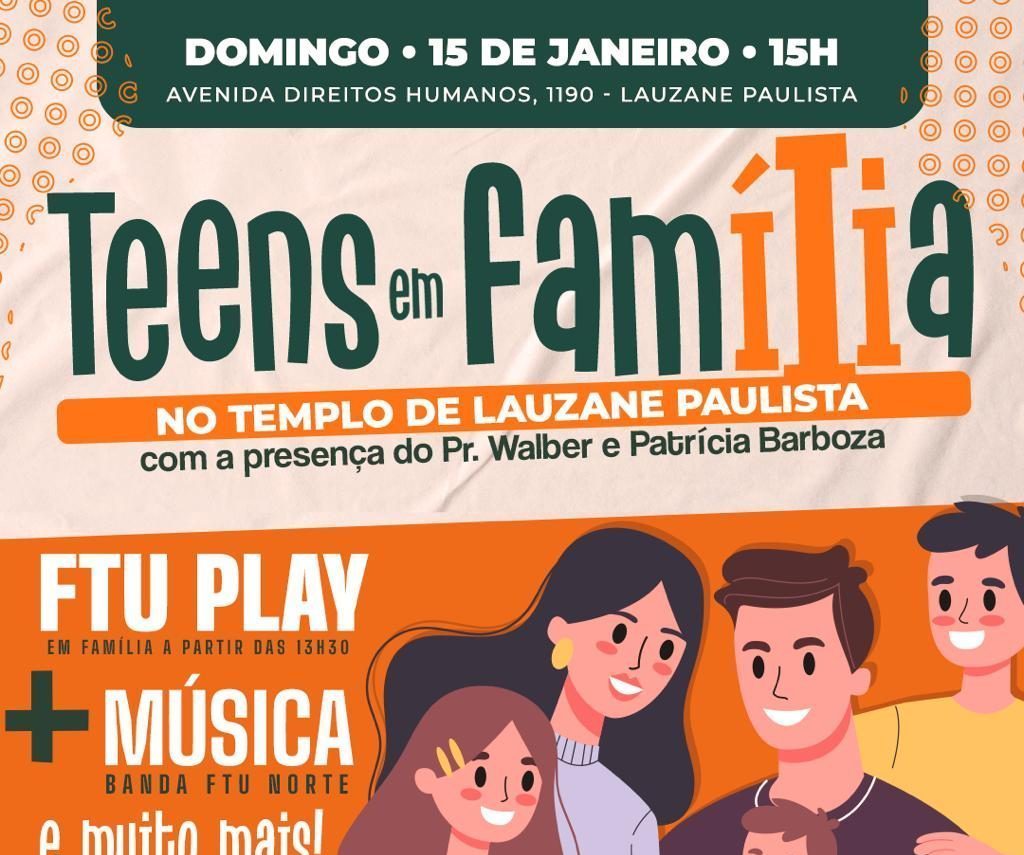 DOMINGO • 15 DE JANEIRO • 15H
AVENIDA DIREITOS HUMANOS, 1190 - LAUZANE PAULISTA
Teens em famíTia
NO TEMPLO DE LAUZANE PAULISTA
com a presença do Pr. Walber e Patrícia Barboza
FTU PLAY
EM FAMÍLIA A PARTIR DAS 13H30
+ MÚSICA
BANDA FTU NORTE
e muito mais!